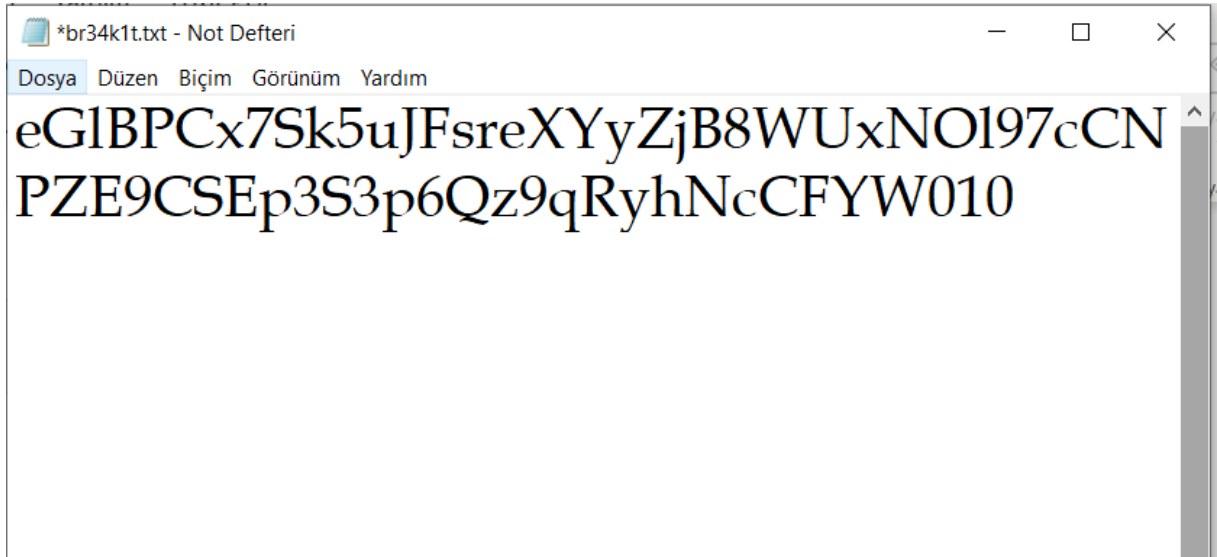 *br34k1t.txt - Not Defteri
Dosya Düzen Biçim Görünüm Yardım
eGlBPCx7Sk5uJFsreXYyZjB8WUxNOl97cCN
PZE9CSEp3S3p6Qz9qRyhNcCFYW010